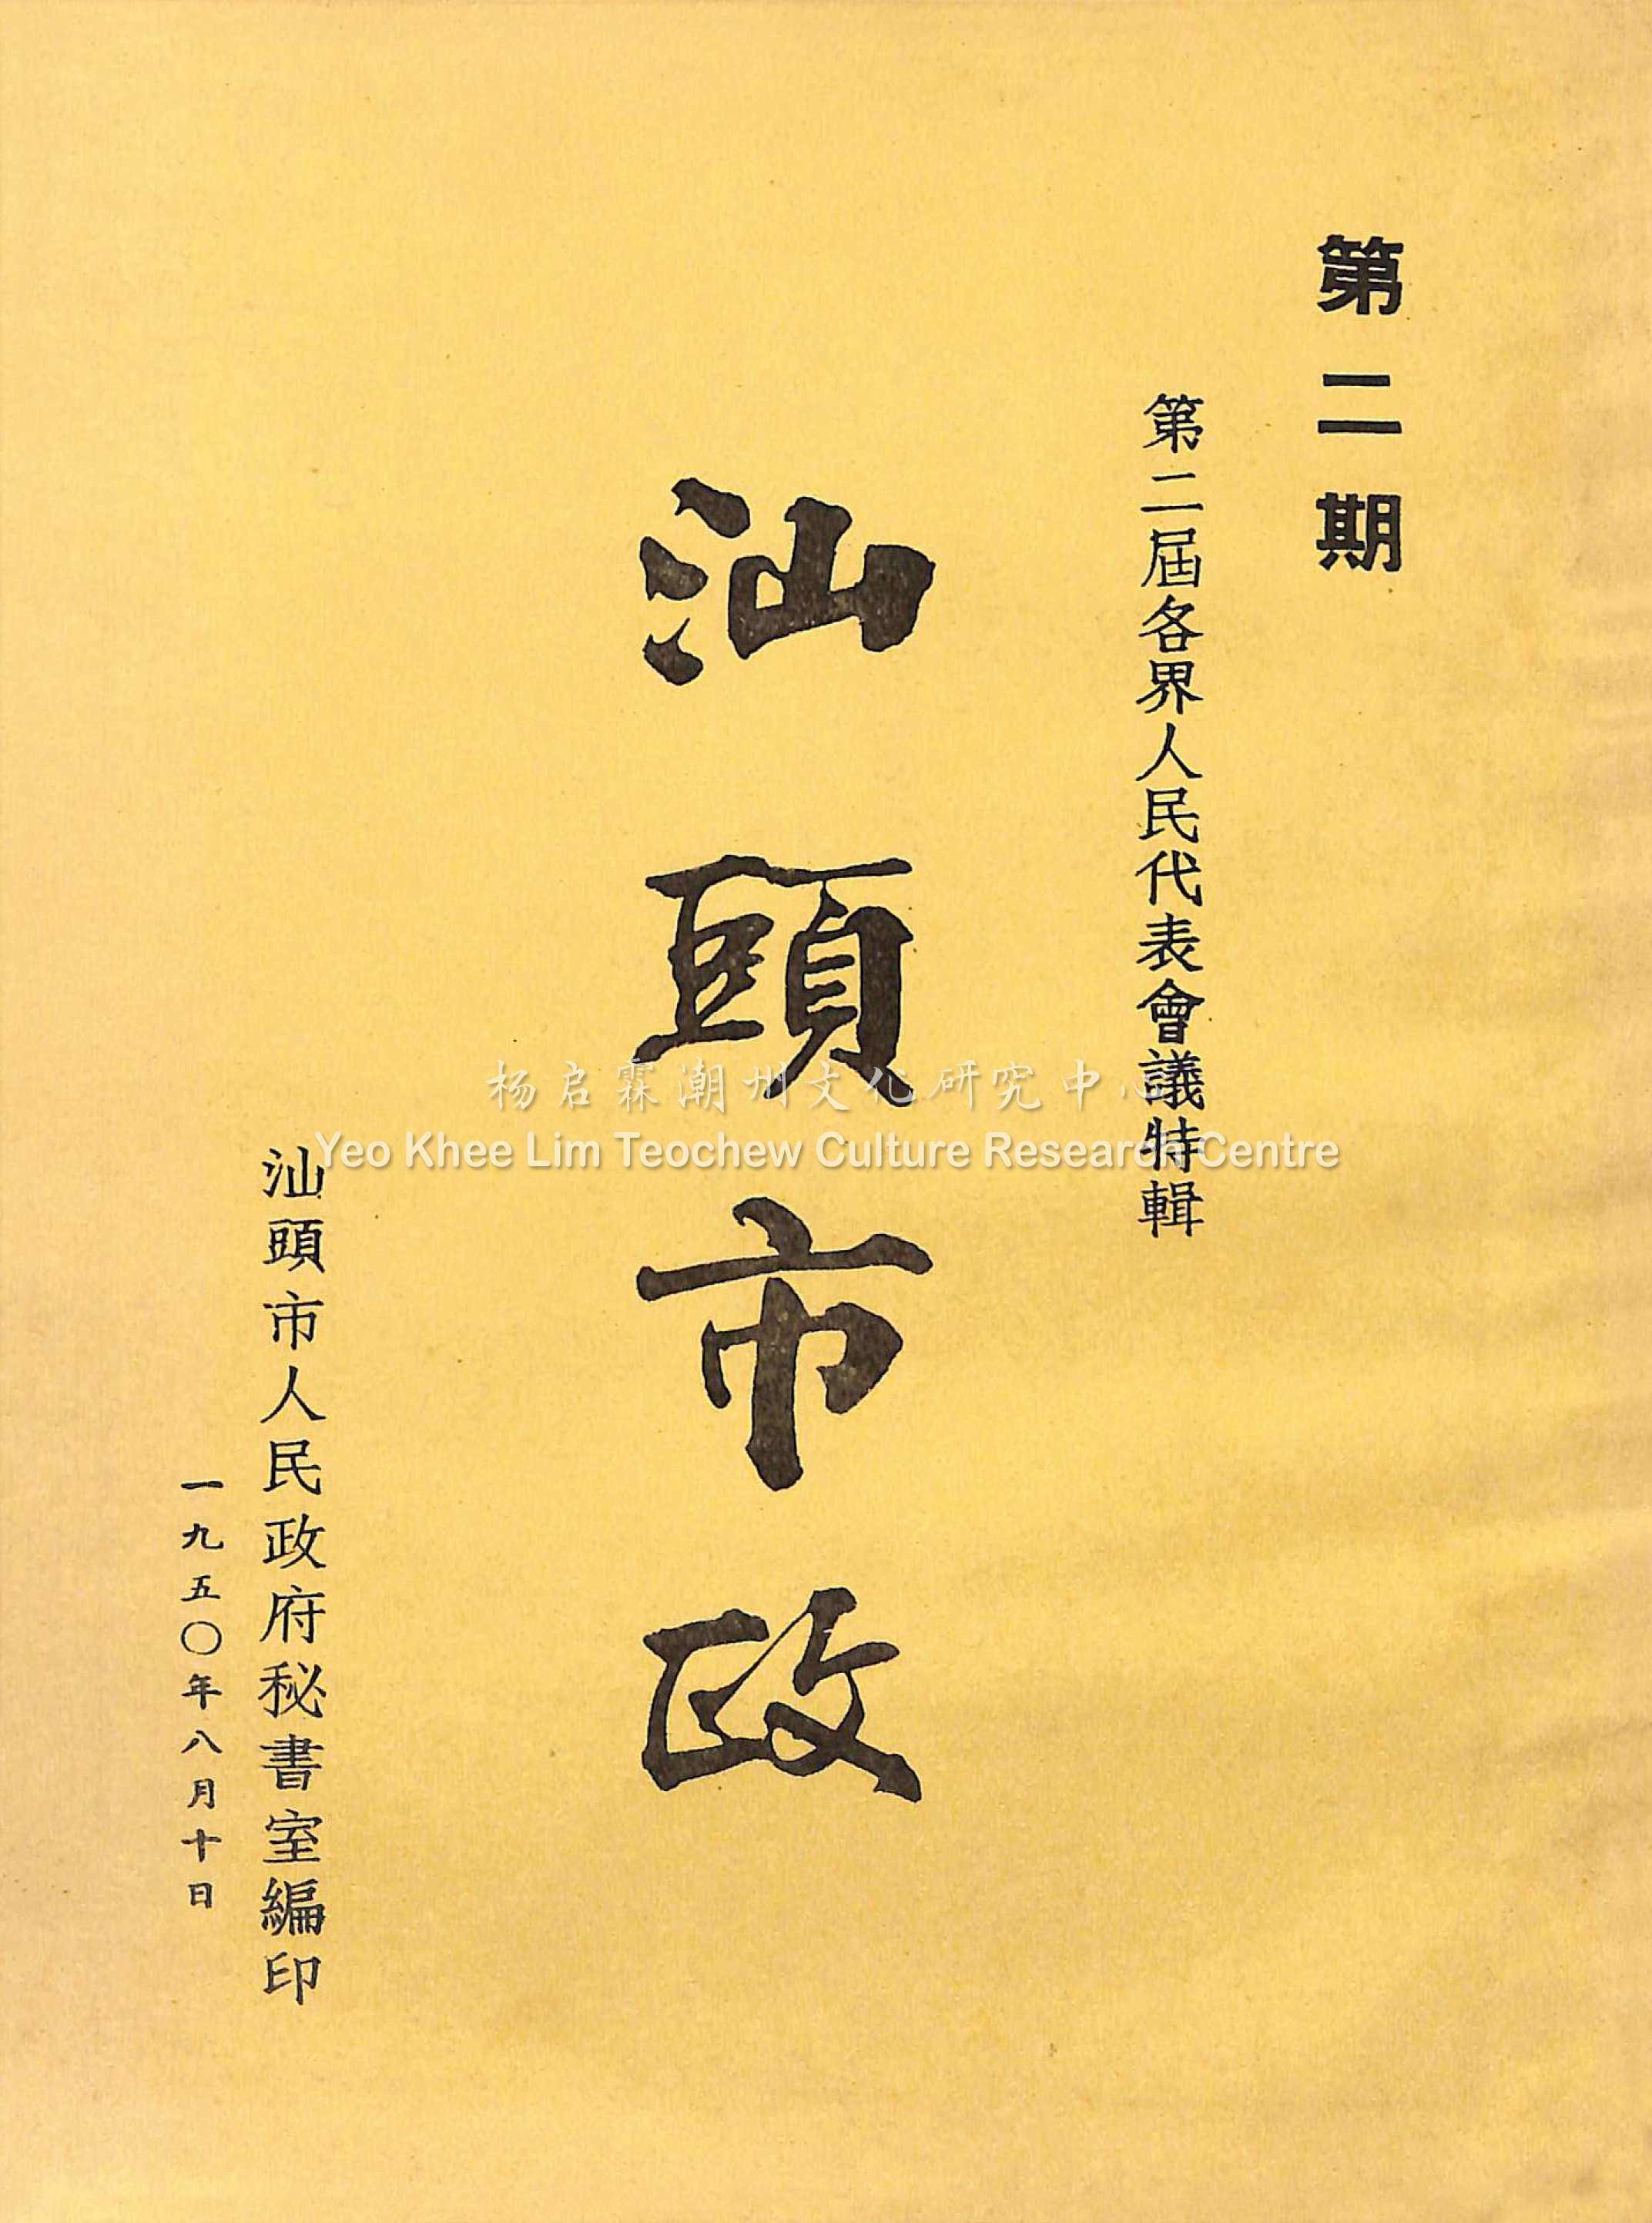 第二期
第二屆各界人民代表會議特輯
汕頭市政
汕頭市人民政府秘書室編印
一九五〇年八月十日
杨启霖潮州文化研究中心
Yeo Khee Lim Teochew Culture Research Centre